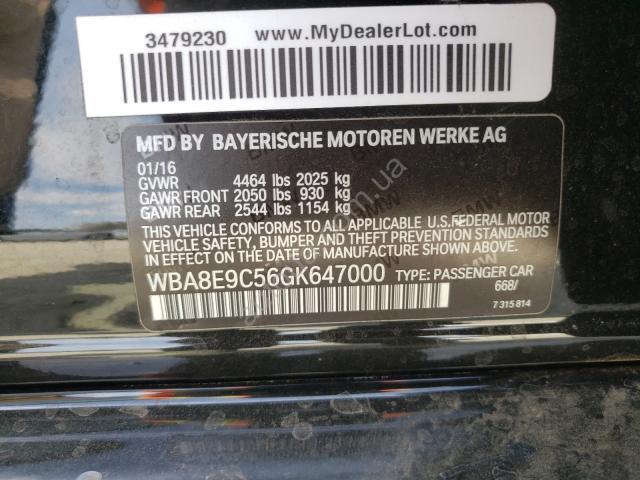 3479230 www.MyDealerLot.com
MFD BY BAYERISCHE MOTOREN WERKE AG
01/16
GVWR 4464 lbs 2025 kg
GAWR FRONT 2050 lbs 930 kg
GAWR REAR 2544 lbs 1154 kg
THIS VEHICLE CONFORMS TO ALL APPLICABLE U.S.FEDERAL MOTOR
VEHICLE SAFETY, BUMPER AND THEFT PREVENTION STANDARDS
IN EFFECT ON THE DATE OF MANUFACTURE SHOWN ABOVE.
WBA8E9C56GK647000 TYPE: PASSENGER CAR
668/
7 315 814